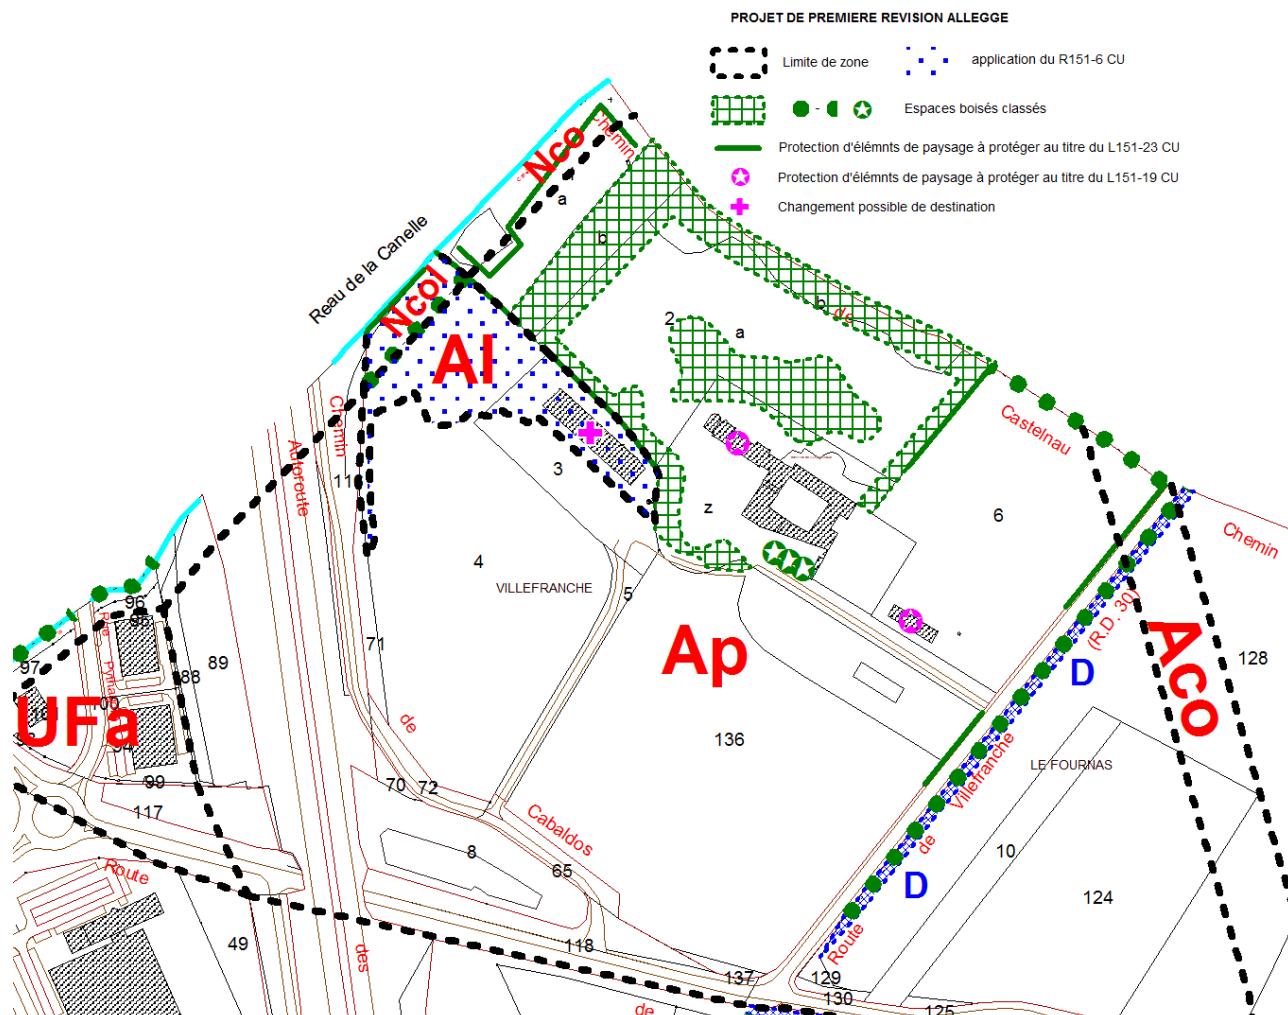 PROJET DE PREMIERE REVISION ALLEGGE
Limite de zone
application du R151-6 CU
Espaces boisés classés
Protection d'élémnts de paysage à protéger au titre du L151-23 CU
Protection d'élémnts de paysage à protéger au titre du L151-19 CU
Changement possible de destination
Chemin
Nco
a
b
Reau de la Canelle
Ncol
b
de
2
a
Al
Castelnau
Chemin
Autoroute
3
116
z
6
Chemin
4
VILLEFRANCHE
5
96
95
(R.D. 30)
Aco
71
Ap
128
97
89
88
D
UFa
de
136
94
Villefranche
LE FOURNAS
99
70
72
117
Cabaldos
de
8
10
Route
65
D
124
49
118
des
Route
137
129
130
de
125